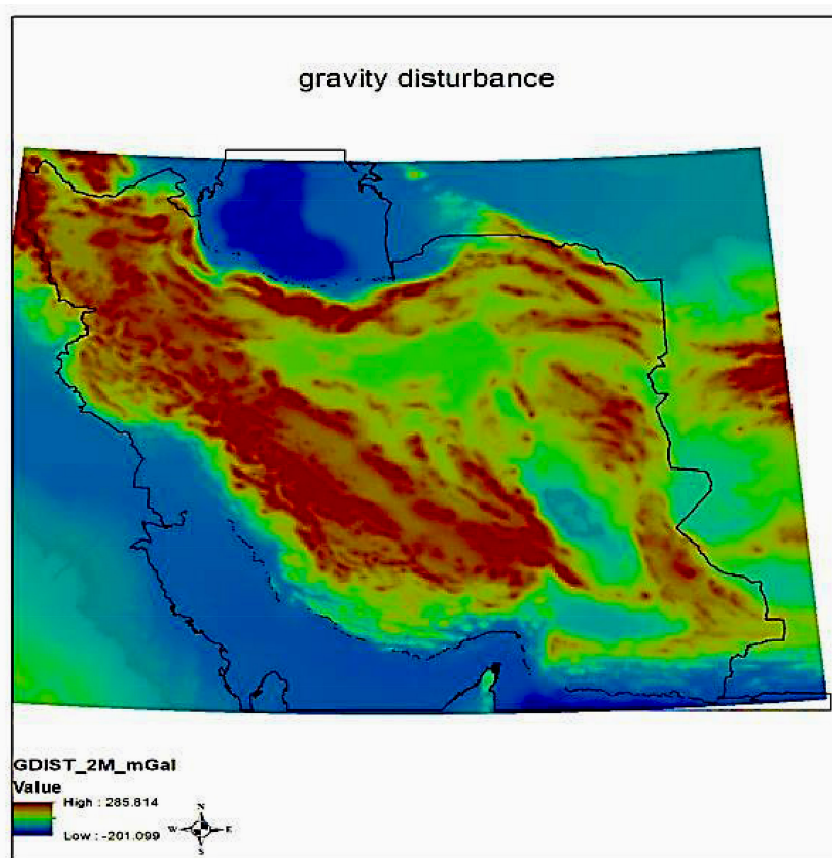 gravity disturbance
GDIST_2M_mGal
Value
High : 285.814
Low : -201.099
N
W E
S